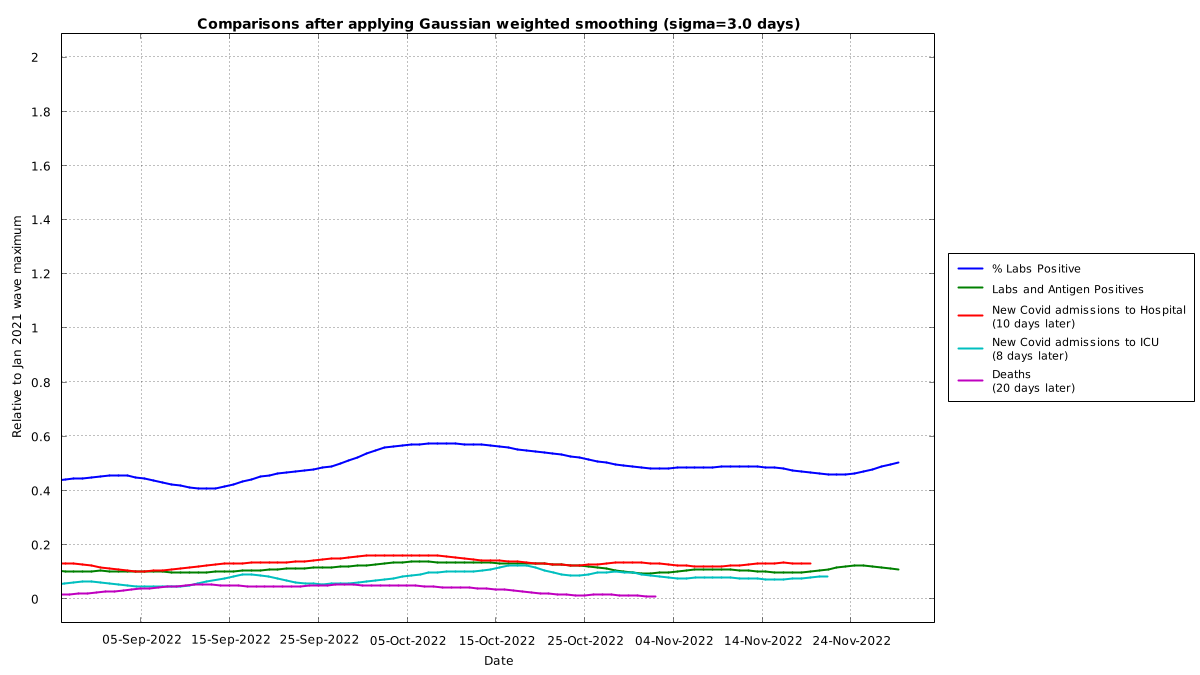 Comparisons after applying Gaussian weighted smoothing (sigma=3.0 days)
Relative to Jan 2021 wave maximum
2
1.8
1.6
1.4
1.2
1
0.8
0.6
0.4
0.2
0
05-Sep-2022 15-Sep-2022 25-Sep-2022 05-Oct-2022 15-Oct-2022 25-Oct-2022 04-Nov-2022 14-Nov-2022 24-Nov-2022
Date
% Labs Positive
Labs and Antigen Positives
New Covid admissions to Hospital
(10 days later)
New Covid admissions to ICU
(8 days later)
Deaths
(20 days later)